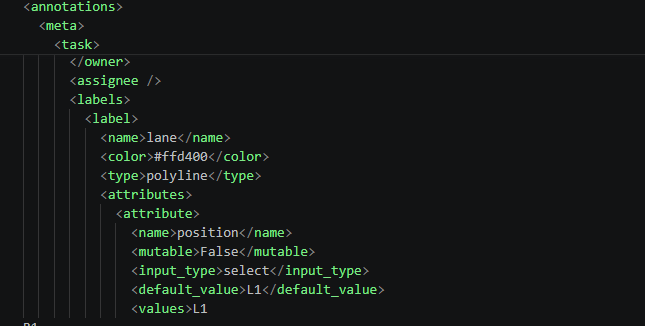 <annotations>
<meta>
<task>
</owner>
<assignee />
<labels>
<label>
<name>lane</name>
<color>#ffd400</color>
<type>polyline</type>
<attributes>
<attribute>
<name>position</name>
<mutable>False</mutable>
<input_type>select</input_type>
<default_value>L1</default_value>
<values>L1